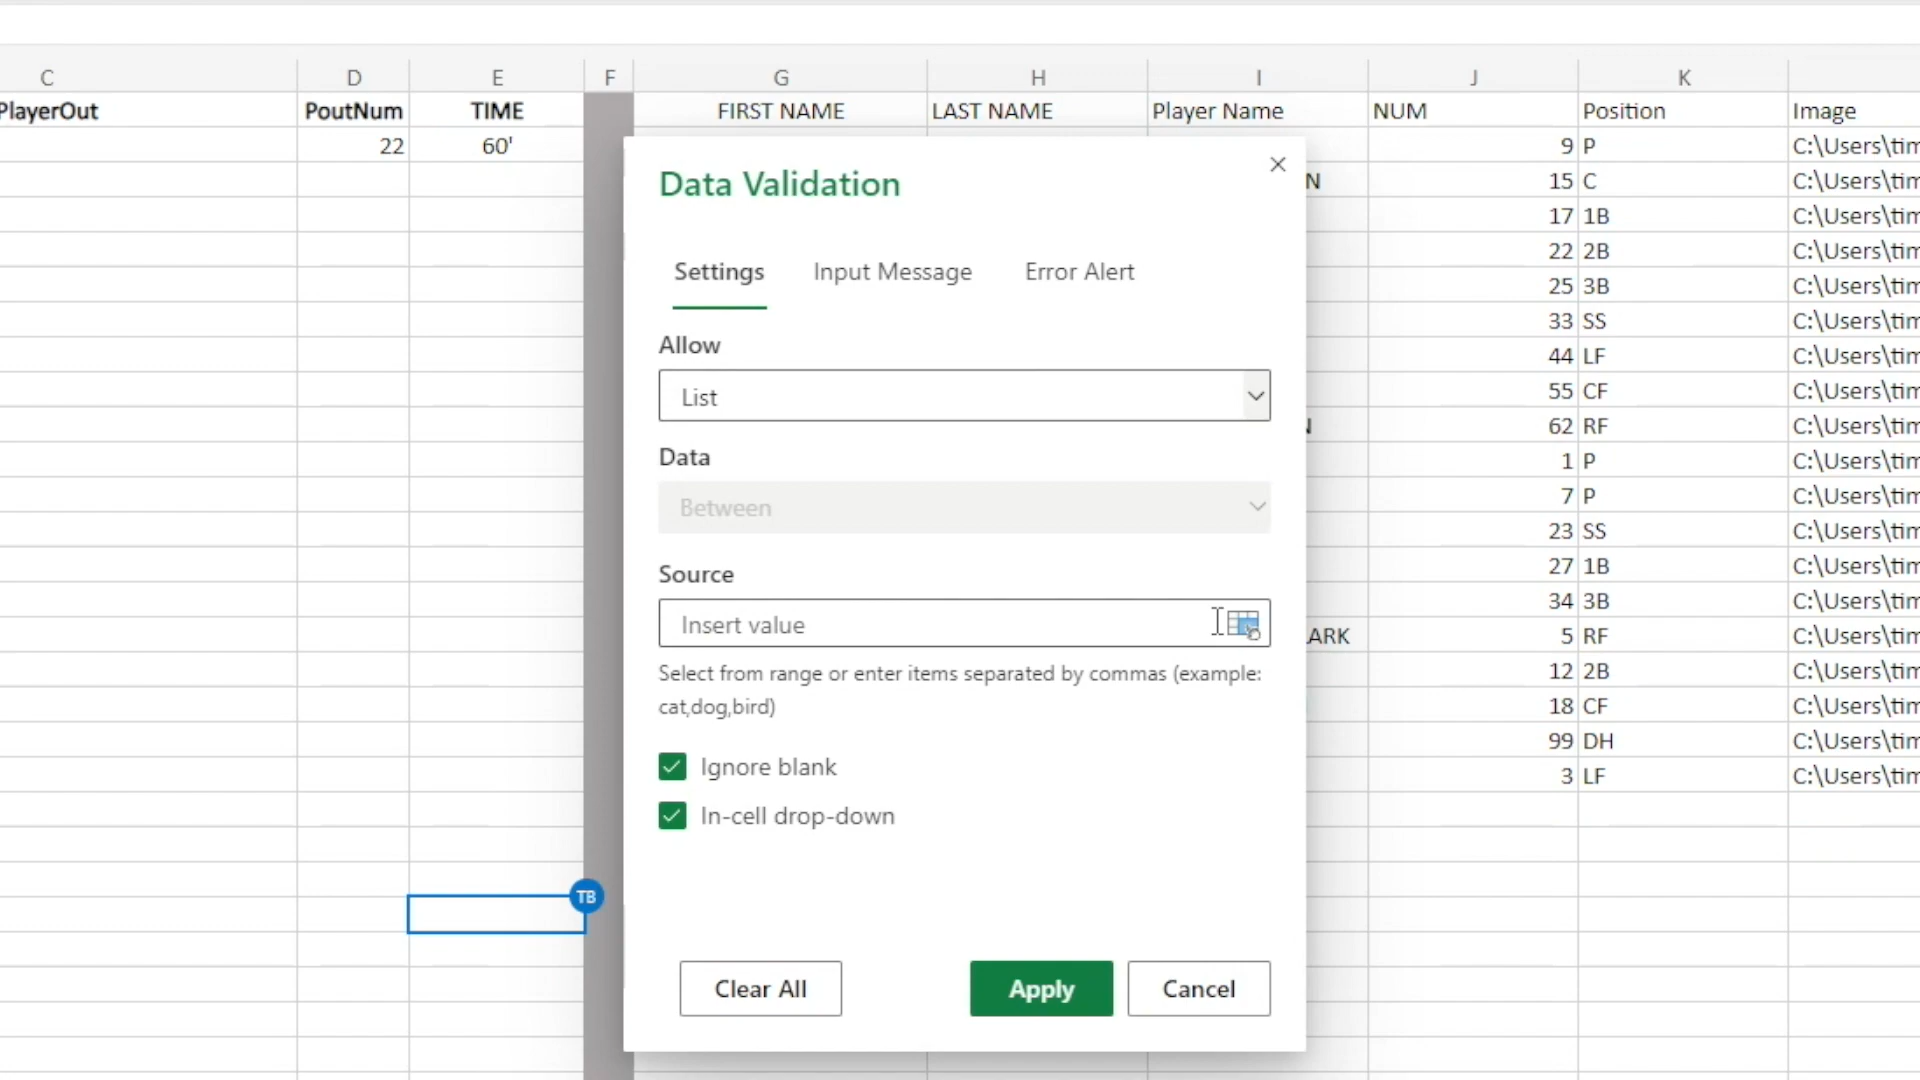 C D E F G H I J K
PlayerOut PoutNum TIME FIRST NAME LAST NAME Player Name NUM Position Image
22 60' 9 P C:\Users\tim
N 15 C C:\Users\tim
17 1B C:\Users\tim
22 2B C:\Users\tim
25 3B C:\Users\tim
33 SS C:\Users\tim
44 LF C:\Users\tim
55 CF C:\Users\tim
62 RF C:\Users\tim
1 P C:\Users\tim
7 P C:\Users\tim
23 SS C:\Users\tim
27 1B C:\Users\tim
34 3B C:\Users\tim
ARK 5 RF C:\Users\tim
12 2B C:\Users\tim
18 CF C:\Users\tim
99 DH C:\Users\tim
3 LF C:\Users\tim
TB
Data Validation
Settings Input Message Error Alert
Allow
List
Data
Between
Source
Insert value
Select from range or enter items separated by commas (example:
cat,dog,bird)
Ignore blank
In-cell drop-down
Clear All Apply Cancel